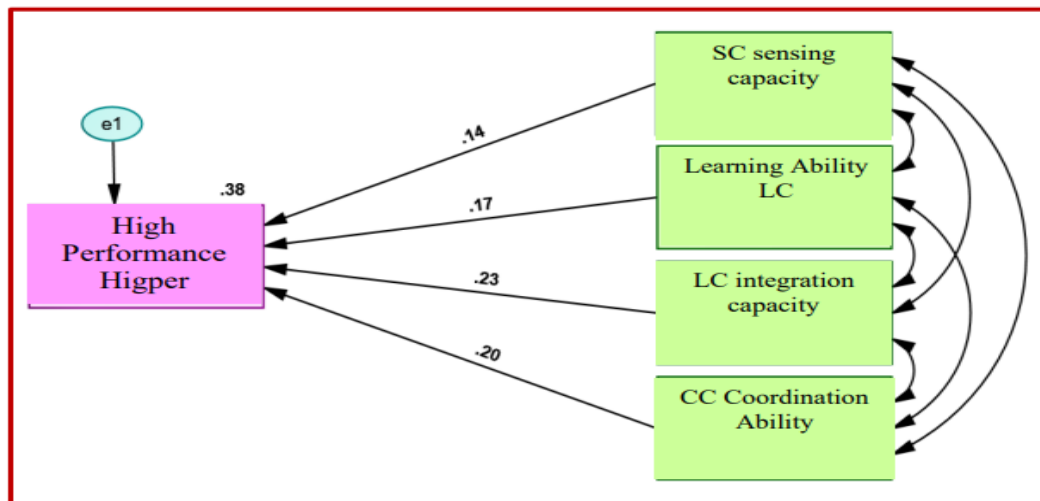 SC sensing
capacity
e1
.14
Learning Ability
LC
.38
.17
High
Performance
Higper
.23
LC integration
capacity
.20
CC Coordination
Ability